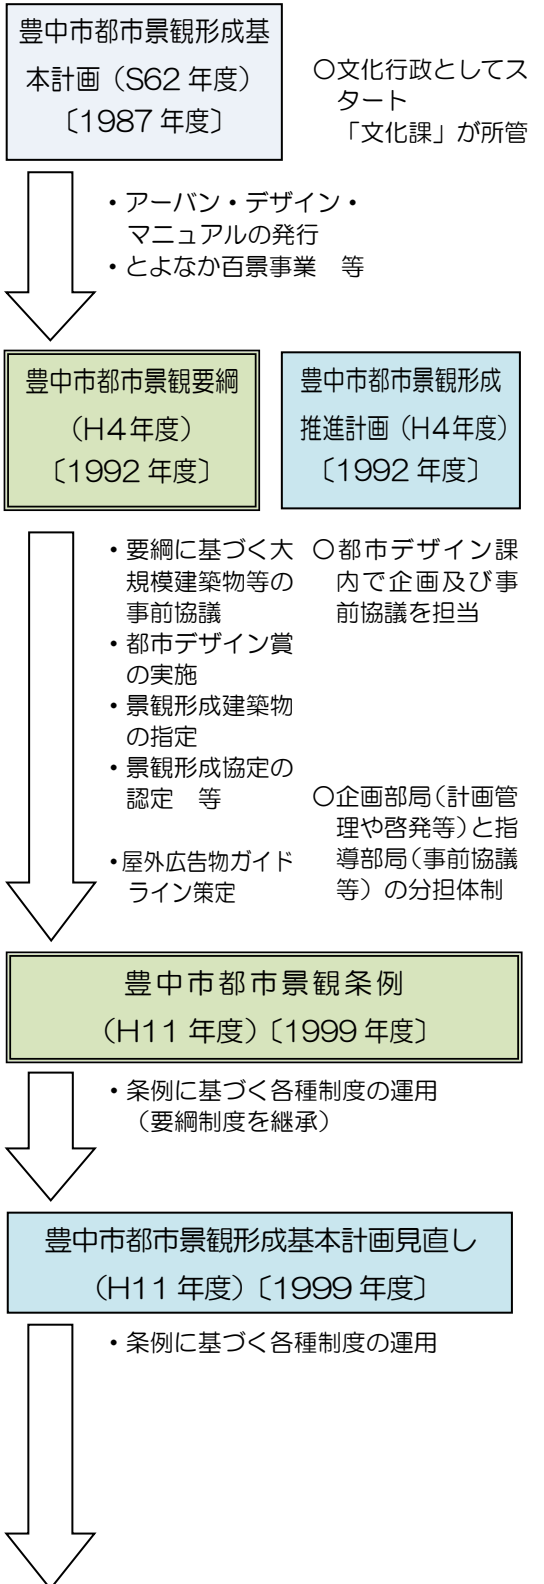 豊中市都市景観形成基
本計画（S62 年度）
〔1987 年度〕
○文化行政としてス
タート
「文化課」が所管
・アーバン・デザイン・
マニュアルの発行
・とよなか百景事業　等
豊中市都市景観要綱
（H4年度）
〔1992 年度〕
豊中市都市景観形成
推進計画（H4年度）
〔1992 年度〕
・要綱に基づく大
規模建築物等の
事前協議
・都市デザイン賞
の実施
・景観形成建築物
の指定
・景観形成協定の
認定　等
・屋外広告物ガイド
ライン策定
○都市デザイン課
内で企画及び事
前協議を担当
○企画部局（計画管
理や啓発等）と指
導部局（事前協議
等）の分担体制
豊中市都市景観条例
（H11 年度）〔1999 年度〕
・条例に基づく各種制度の運用
（要綱制度を継承）
豊中市都市景観形成基本計画見直し
（H11 年度）〔1999 年度〕
・条例に基づく各種制度の運用